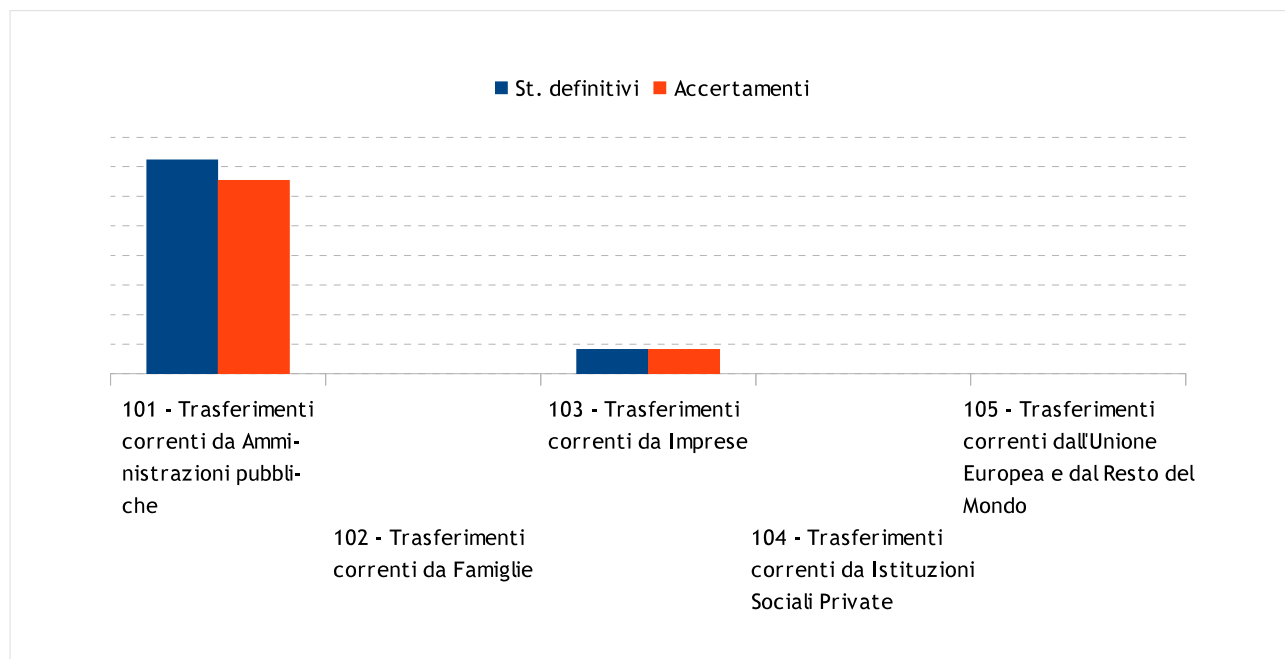 St. definitivi Accertamenti
101 - Trasferimenti
correnti da Ammi-
nistrazioni pubbli-
che
102 - Trasferimenti
correnti da Famiglie
103 - Trasferimenti
correnti da Imprese
104 - Trasferimenti
correnti da Istituzioni
Sociali Private
105 - Trasferimenti
correnti dall'Unione
Europea e dal Resto del
Mondo